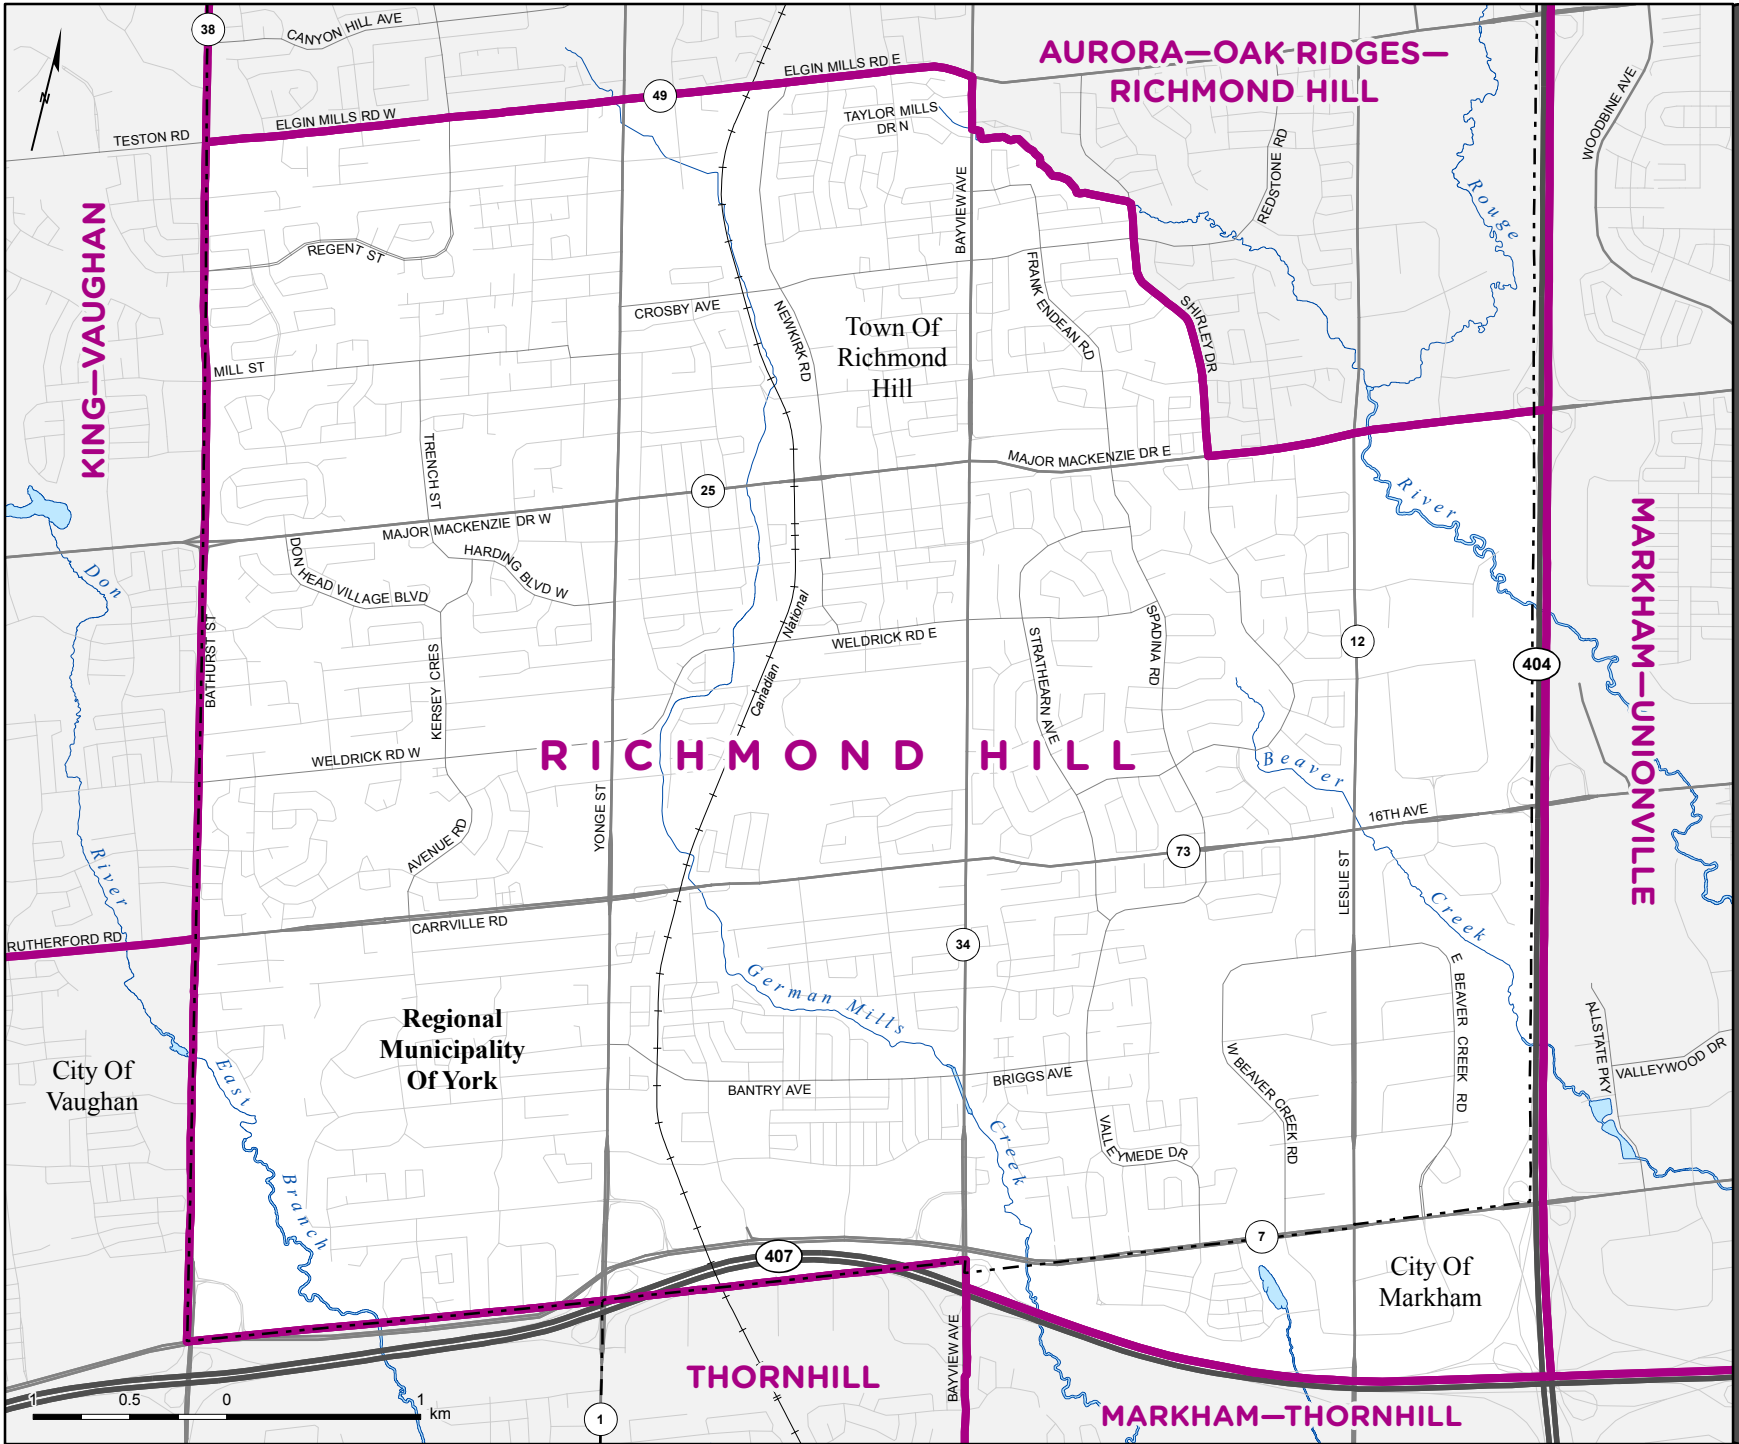 38
CANYON HILL AVE
N
TESTON RD
ELGIN MILLS RD W
49
ELGIN MILLS RD E
TAYLOR MILLS
DR N
AURORA—OAK RIDGES—
RICHMOND HILL
WOODBINE AVE
REDSTONE RD
Rouge
KING—VAUGHAN
REGENT ST
BAYVIEW AVE
CROSBY AVE
NEWKIRK RD
Town Of
Richmond
Hill
FRANK ENDEAN RD
SHIRLEY DR
MILL ST
TRENCH ST
25
MAJOR MACKENZIE DR E
MAJOR MACKENZIE DR W
River
MARKHAM—UNIONVILLE
Don
DON HEAD VILLAGE BLVD
HARDING BLVD W
BATHURST ST
KERSEY CRES
Canadian National
WELDRICK RD E
STRATHEARN AVE
SPADINA RD
12
404
WELDRICK RD W
RICHMOND HILL
Beaver
YONGE ST
AVENUE RD
16TH AVE
73
LESLIE ST
River
Creek
CARRVILLE RD
RUTHERFORD RD
34
German Mills
E BEAVER CREEK RD
Regional
Municipality
Of York
City Of
Vaughan
East
BANTRY AVE
BRIGGS AVE
W BEAVER CREEK RD
ALLSTATE PKY
VALLEYWOOD DR
Creek
VALLEYMEDE DR
Branch
407
7
City Of
Markham
BAYVIEW AVE
THORNHILL
MARKHAM—THORNHILL
1 0.5 0 1
km
1